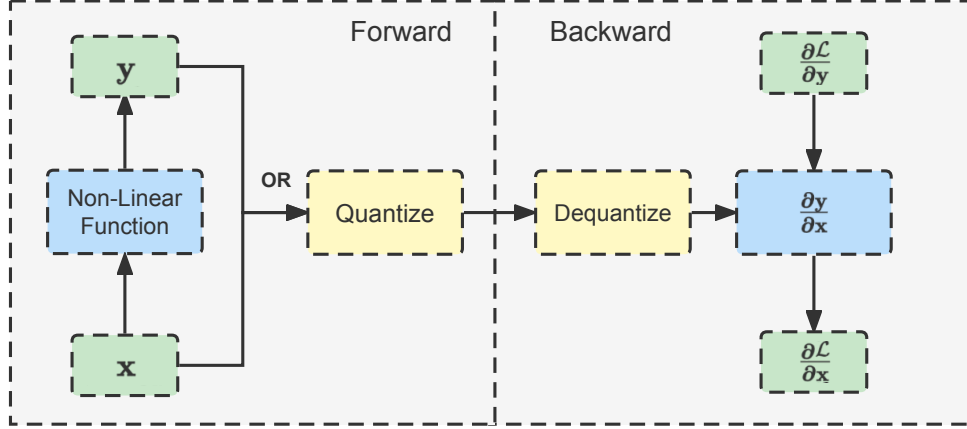 Forward
Backward
y
∂ℒ
∂y
OR
Non-Linear
Function
Quantize
Dequantize
∂y
∂x
x
∂ℒ
∂x